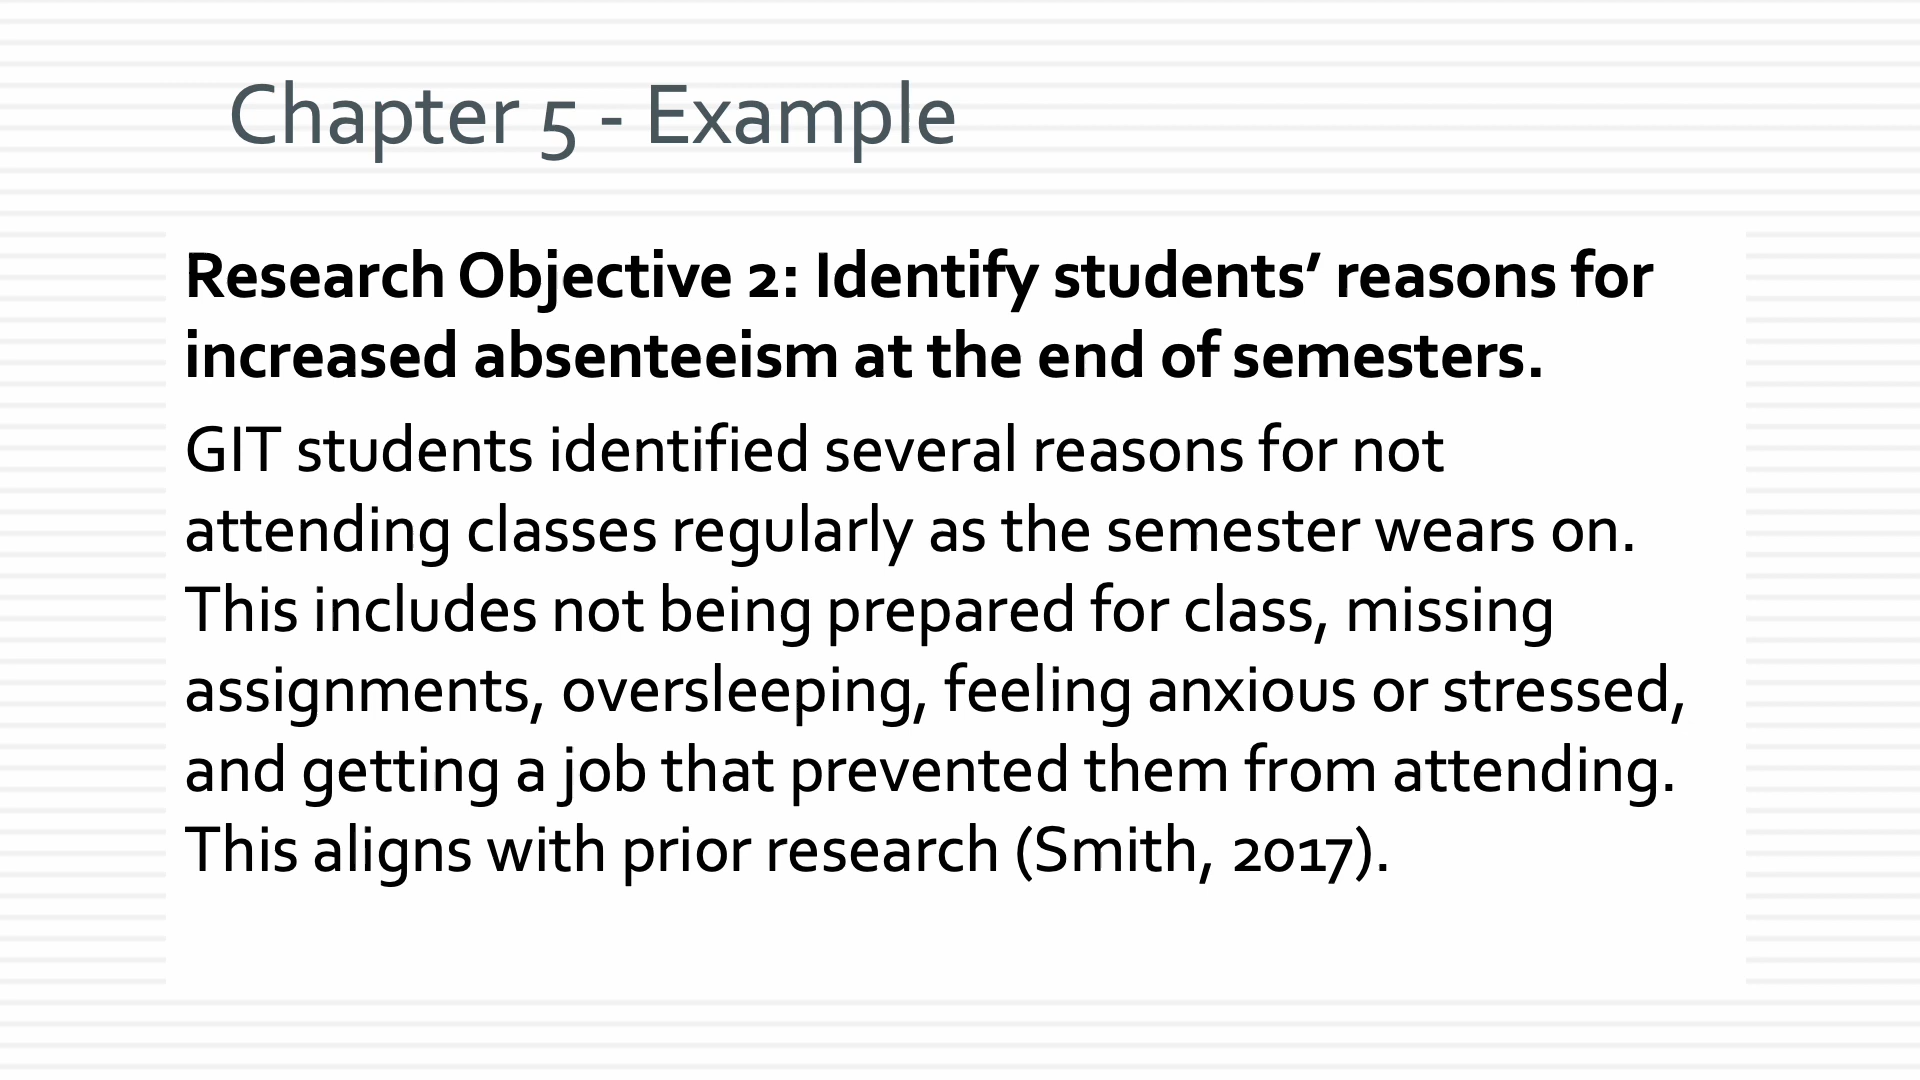 Chapter 5 - Example
Research Objective 2: Identify students’ reasons for
increased absenteeism at the end of semesters.
GIT students identified several reasons for not
attending classes regularly as the semester wears on.
This includes not being prepared for class, missing
assignments, oversleeping, feeling anxious or stressed,
and getting a job that prevented them from attending.
This aligns with prior research (Smith, 2017).